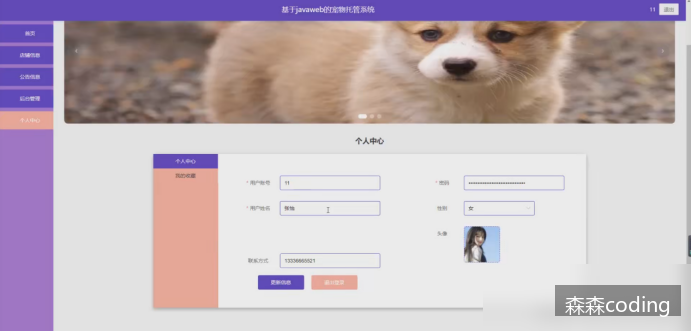 基于javaweb的宠物托管系统
11
退出
首页
店铺信息
公告信息
后台管理
个人中心
个人中心
个人中心
我的收藏
* 用户账号
11
* 密码
* 用户姓名
性别
女
头像
联系方式
更新信息
退出登录
森森coding